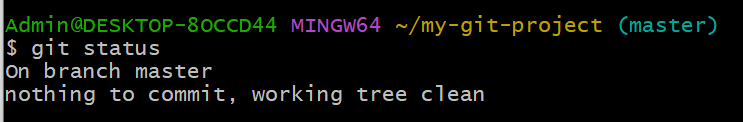 Admin@DESKTOP-8OCCD44 MINGW64 ~/my-git-project (master)
$ git status
On branch master
nothing to commit, working tree clean